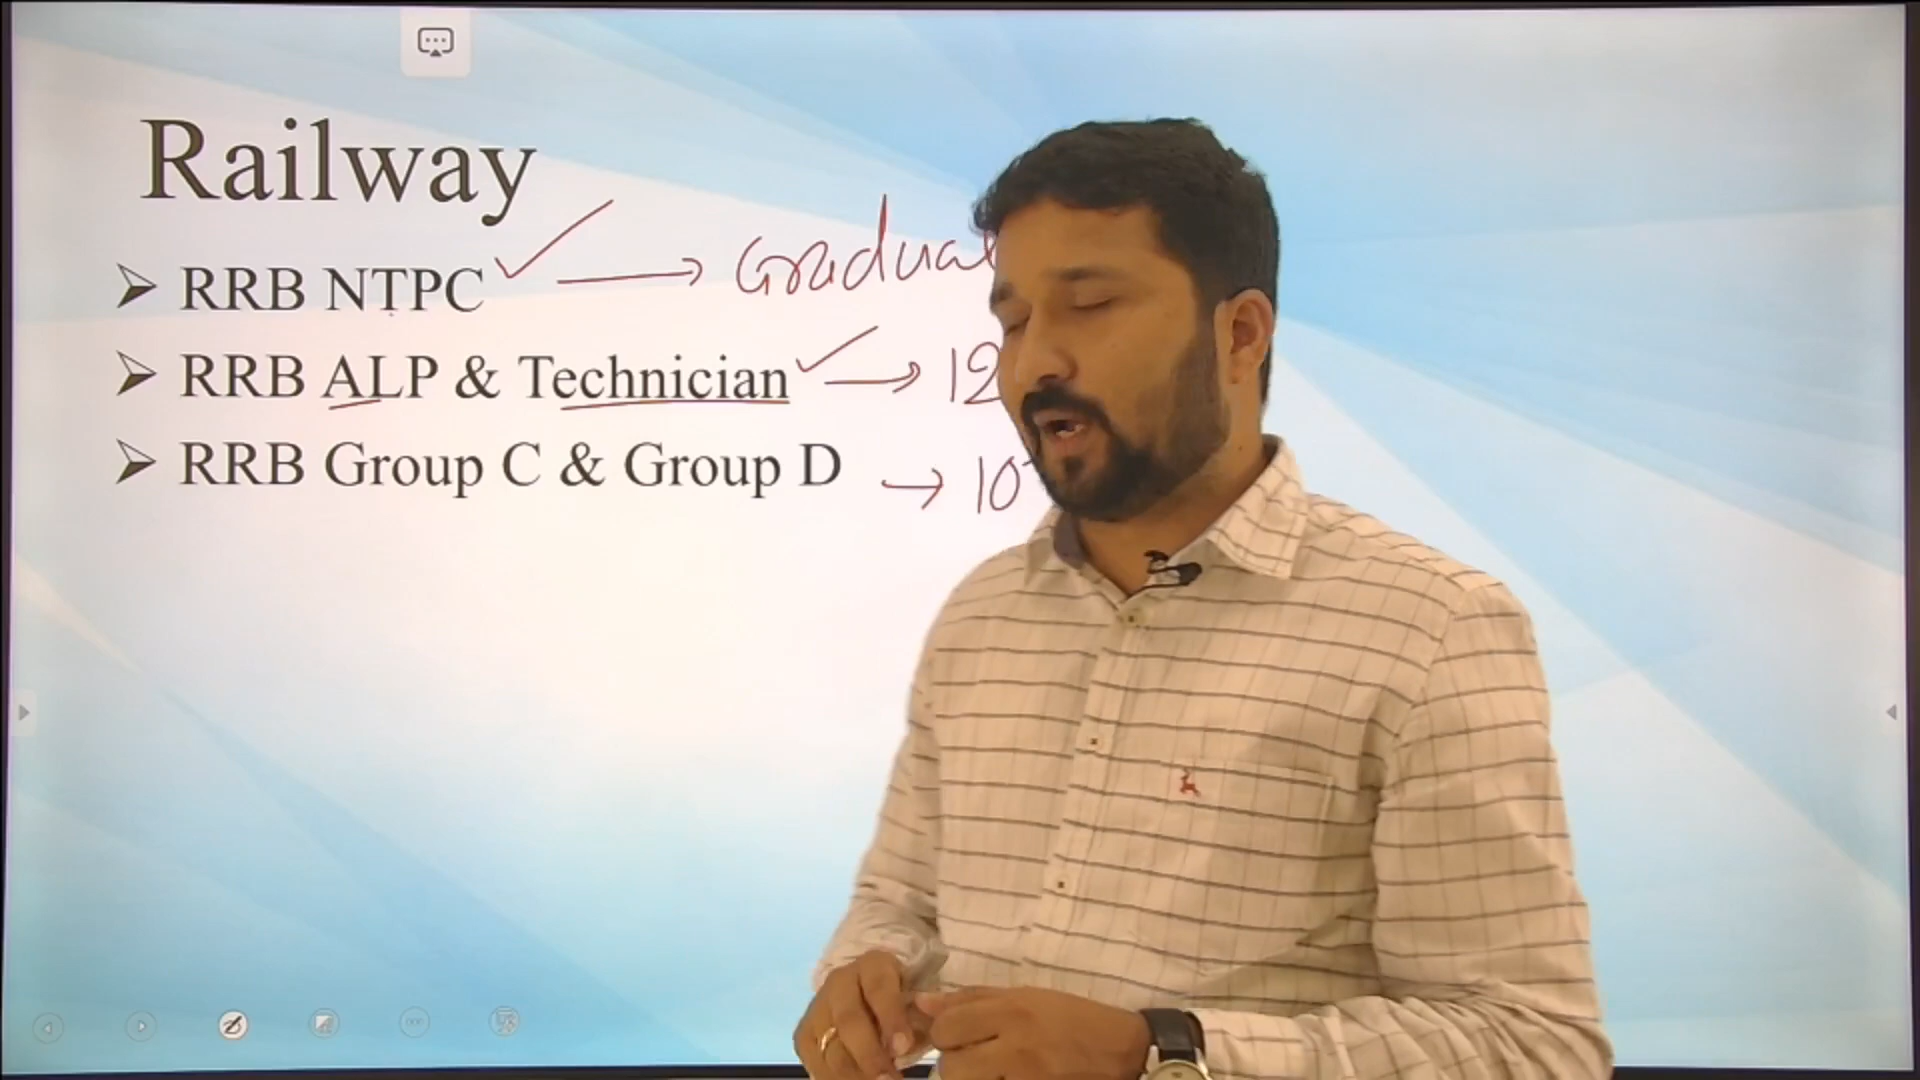 Railway
➢ RRB NTPC ✓ → Graduat
➢ RRB ALP & Technician ✓ → 12
➢ RRB Group C & Group D → 10